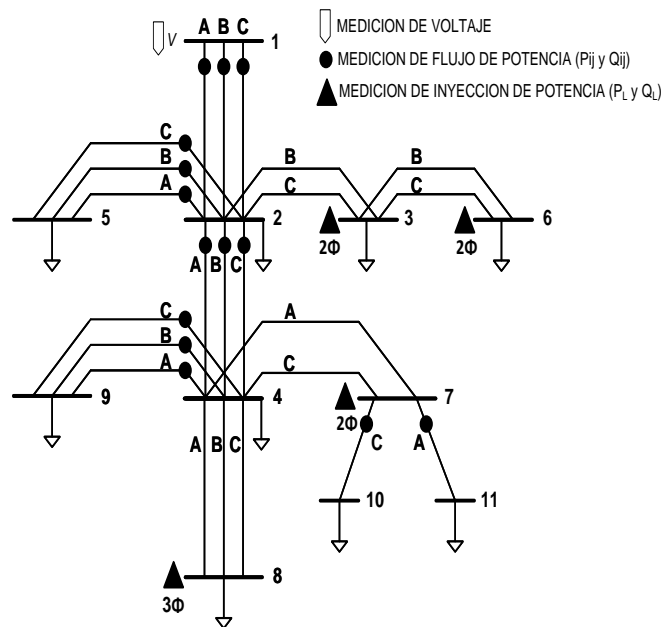 V
A B C
1
MEDICION DE VOLTAJE
MEDICION DE FLUJO DE POTENCIA (Pij y Qij)
MEDICION DE INYECCION DE POTENCIA (PL y QL)
C
B
A
B
C
B
C
5
2
3
6
2Φ
2Φ
A B C
C
B
A
A
C
9
4
7
2Φ
C
A
A B C
10
11
8
3Φ